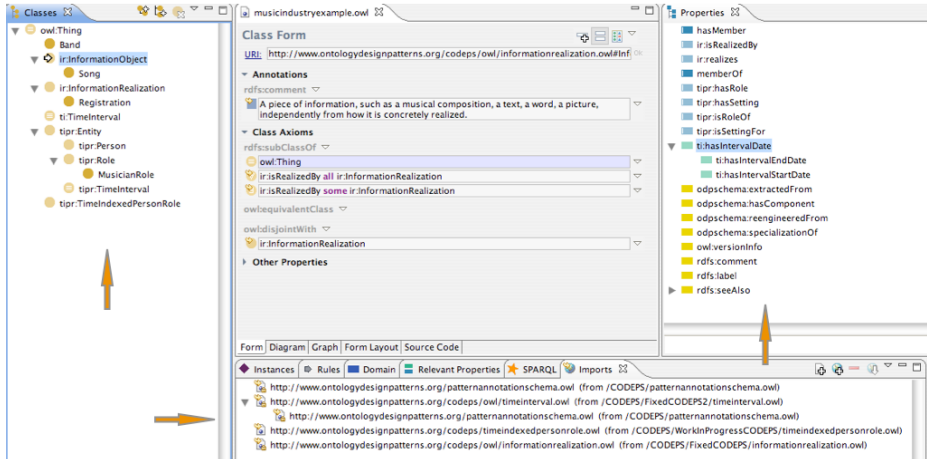 Classes
owl:Thing
Band
ir:InformationObject
Song
ir:InformationRealization
Registration
ti:TimeInterval
tipr:Entity
tipr:Person
tipr:Role
MusicianRole
tipr:TimeInterval
tipr:TimeIndexedPersonRole
musicindustryexample.owl
Class Form
URI: http://www.ontologydesignpatterns.org/codeps/owl/informationrealization.owl#Inf Ok
Annotations
rdfs:comment
A piece of information, such as a musical composition, a text, a word, a picture,
independently from how it is concretely realized.
Class Axioms
rdfs:subClassOf
owl:Thing
ir:isRealizedBy all ir:InformationRealization
ir:isRealizedBy some ir:InformationRealization
owl:equivalentClass
owl:disjointWith
ir:InformationRealization
Other Properties
Form Diagram Graph Form Layout Source Code
Properties
hasMember
ir:isRealizedBy
ir:realizes
memberOf
tipr:hasRole
tipr:hasSetting
tipr:isRoleOf
tipr:isSettingFor
ti:hasIntervalDate
ti:hasIntervalEndDate
ti:hasIntervalStartDate
odpschema:extractedFrom
odpschema:hasComponent
odpschema:reengineeredFrom
odpschema:specializationOf
owl:versionInfo
rdfs:comment
rdfs:label
rdfs:seeAlso
Instances Rules Domain Relevant Properties SPARQL Imports
http://www.ontologydesignpatterns.org/patternannotationschema.owl (from /CODEPS/patternannotationschema.owl)
http://www.ontologydesignpatterns.org/codeps/owl/timeinterval.owl (from /CODEPS/FixedCODEPS2/timeinterval.owl)
http://www.ontologydesignpatterns.org/patternannotationschema.owl (from /CODEPS/patternannotationschema.owl)
http://www.ontologydesignpatterns.org/codeps/timeindexedpersonrole.owl (from /CODEPS/WorkInProgressCODEPS/timeindexedpersonrole.owl)
http://www.ontologydesignpatterns.org/codeps/owl/informationrealization.owl (from /CODEPS/FixedCODEPS/informationrealization.owl)